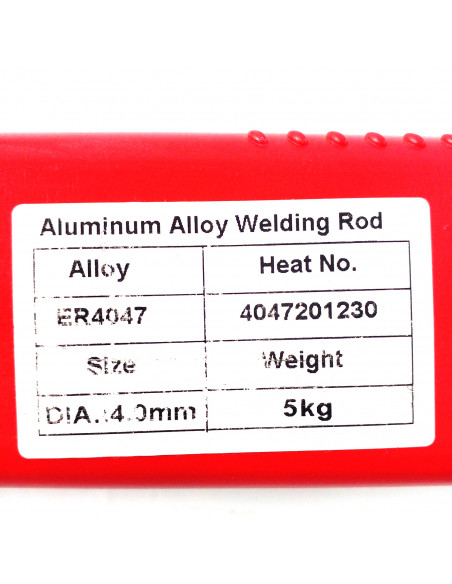 Aluminum Alloy Welding Rod
Alloy Heat No.
ER4047 4047201230
Size Weight
DIA.:4.0mm 5kg